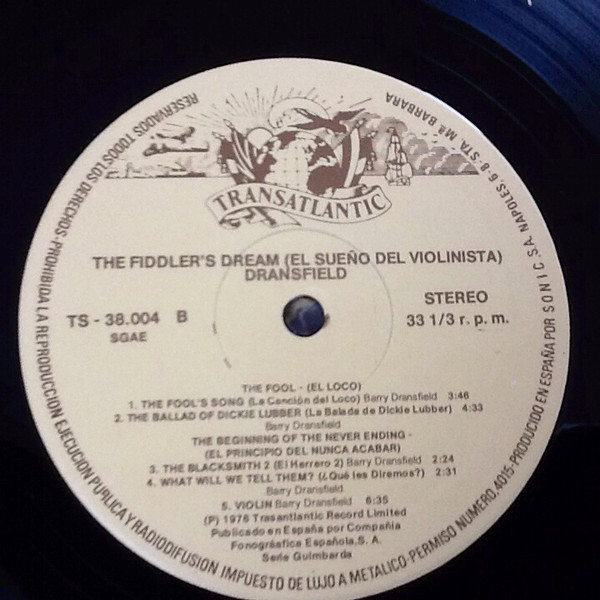 TRANSATLANTIC
THE FIDDLER'S DREAM (EL SUEÑO DEL VIOLINISTA)
DRANSFIELD
TS - 38.004 B
SGAE
STEREO
33 1/3 r. p. m.
THE FOOL - (EL LOCO)
1. THE FOOL'S SONG (La Canción del Loco) Barry Dransfield 3:46
2. THE BALLAD OF DICKIE LUBBER (La Balada de Dickie Lubber) 4:33
Barry Dransfield
THE BEGINNING OF THE NEVER ENDING -
(EL PRINCIPIO DEL NUNCA ACABAR)
3. THE BLACKSMITH 2 (El Herrero 2) Barry Dransfield 2:24
4. WHAT WILL WE TELL THEM? (¿Qué les Diremos?) 2:31
Barry Dransfield
5. VIOLIN Barry Dransfield 6:35
(P) 1976 Trasantlantic Record Limited
Publicado en España por Compañia
Fonográfica Española, S. A.
Serie Guimbarda
RESERVADOS TODOS LOS DERECHOS-PROHIBIDA LA REPRODUCCION EJECUCION PUBLICA Y RADIODIFUSION IMPUESTO DE LUJO A METALICO-PERMISO NUMERO, 4015-PRODUCIDO EN ESPAÑA POR S O N I C S.A. NAPOLES, 6-8-STA. Mª BARBARA